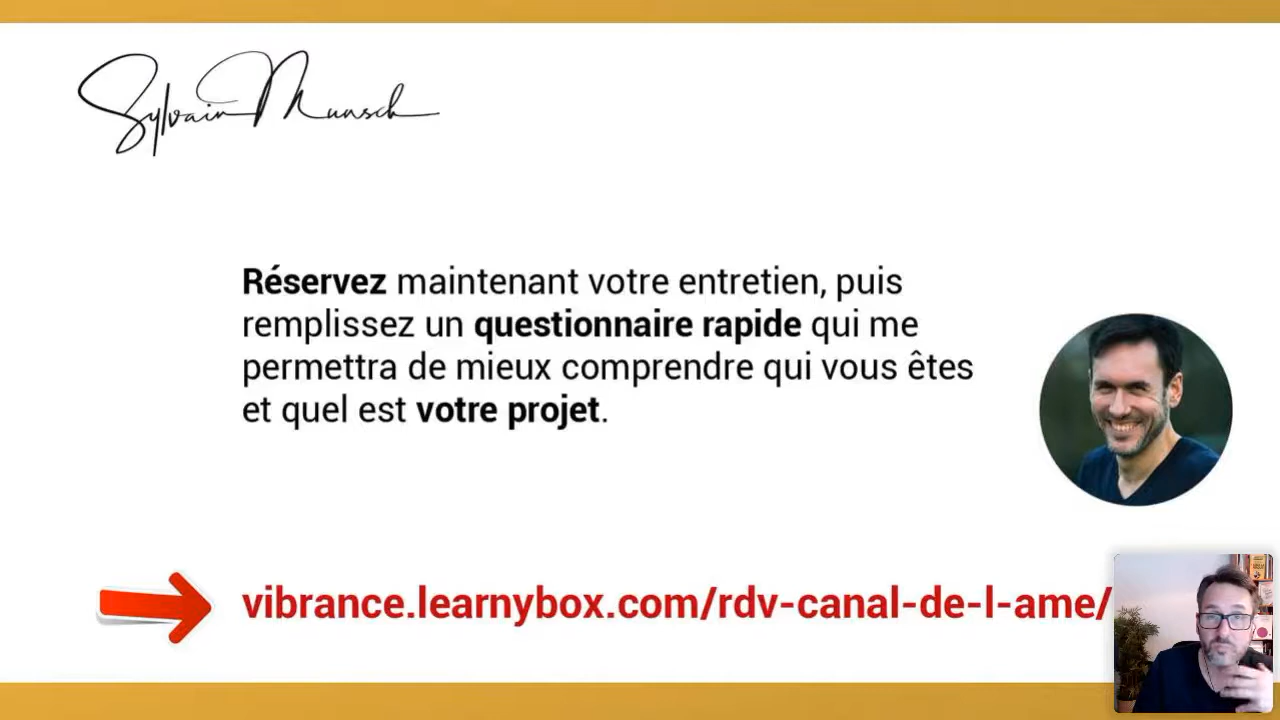 Sylvain Munsch
Réservez maintenant votre entretien, puis
remplissez un questionnaire rapide qui me
permettra de mieux comprendre qui vous êtes
et quel est votre projet.
vibrance.learnybox.com/rdv-canal-de-l-ame/